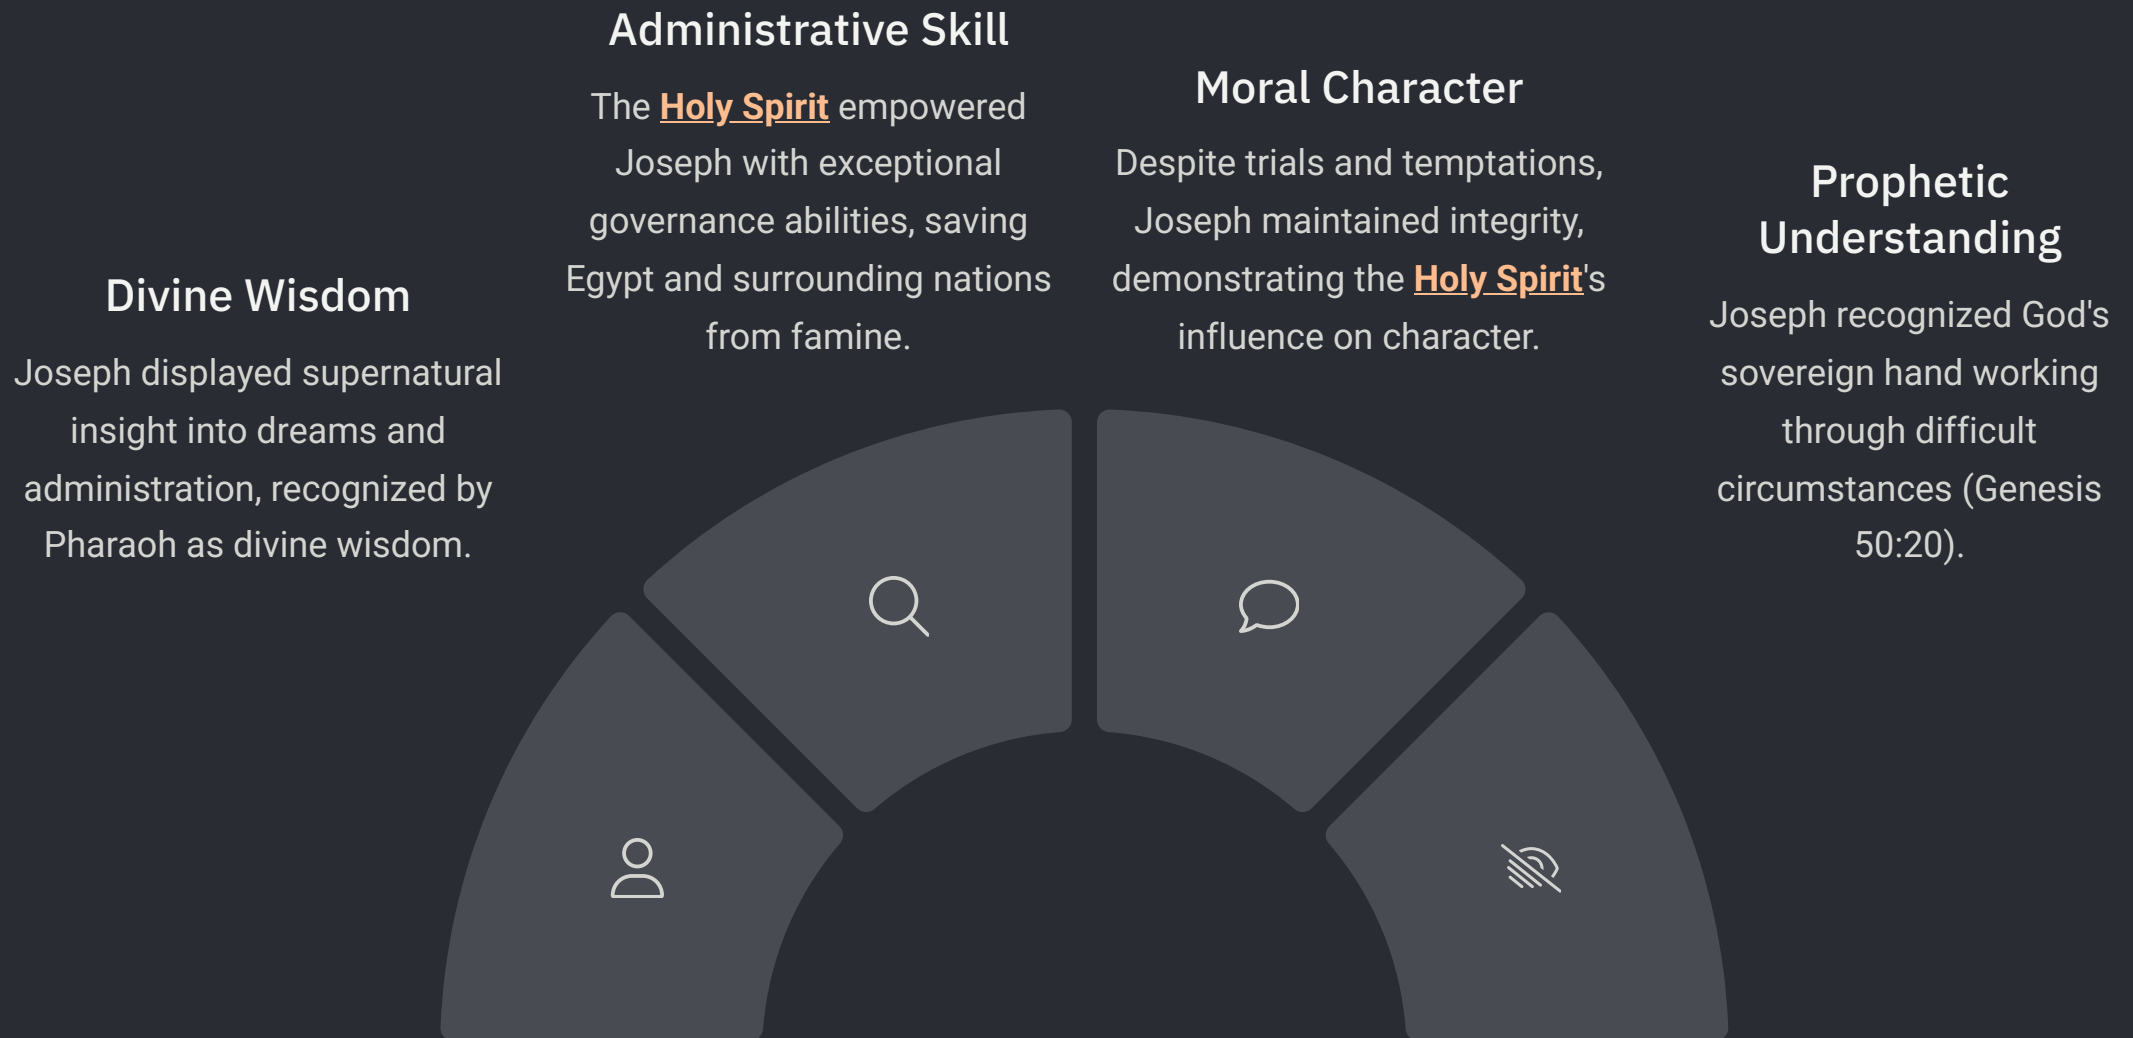 Divine Wisdom
Joseph displayed supernatural
insight into dreams and
administration, recognized by
Pharaoh as divine wisdom.
Administrative Skill
The Holy Spirit empowered
Joseph with exceptional
governance abilities, saving
Egypt and surrounding nations
from famine.
Moral Character
Despite trials and temptations,
Joseph maintained integrity,
demonstrating the Holy Spirit's
influence on character.
Prophetic
Understanding
Joseph recognized God's
sovereign hand working
through difficult
circumstances (Genesis
50:20).